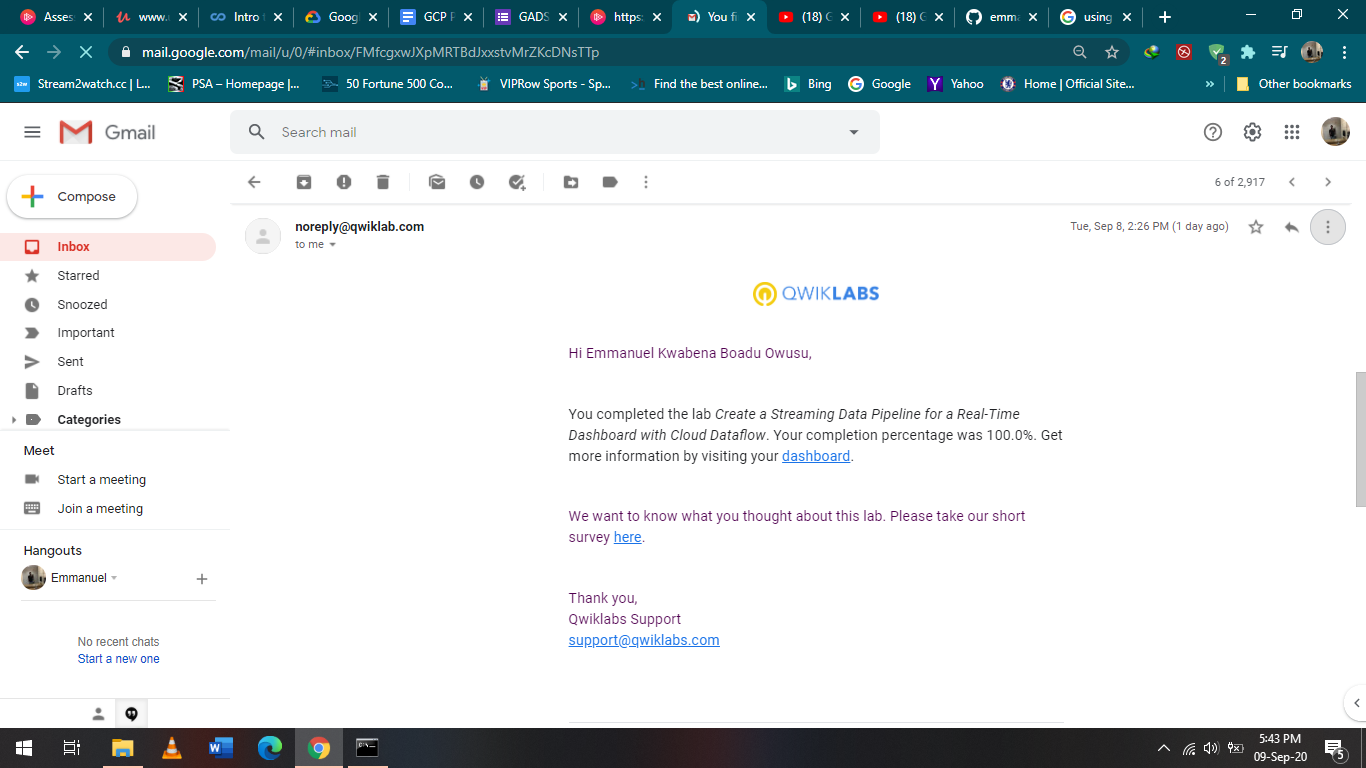 Asses
www.u
Intro t
Googl
GCP P
GADS
https:
You fi
(18) G
(18) G
emma
using
mail.google.com/mail/u/0/#inbox/FMfcgxwJXpMRTBdJxxstvMrZKcDNsTTp
2
Stream2watch.cc | L...
PSA – Homepage |...
50 Fortune 500 Co...
VIPRow Sports - Sp...
Find the best online...
Bing
Google
Yahoo
Home | Official Site...
»
Other bookmarks
Gmail
Search mail
Compose
6 of 2,917
Inbox
Starred
Snoozed
Important
Sent
Drafts
Categories
Meet
Start a meeting
Join a meeting
Hangouts
Emmanuel
No recent chats
Start a new one
noreply@qwiklab.com
to me
Tue, Sep 8, 2:26 PM (1 day ago)
QWIKLABS
Hi Emmanuel Kwabena Boadu Owusu,
You completed the lab Create a Streaming Data Pipeline for a Real-Time
Dashboard with Cloud Dataflow. Your completion percentage was 100.0%. Get
more information by visiting your dashboard.
We want to know what you thought about this lab. Please take our short
survey here.
Thank you,
Qwiklabs Support
support@qwiklabs.com
5:43 PM
09-Sep-20
5